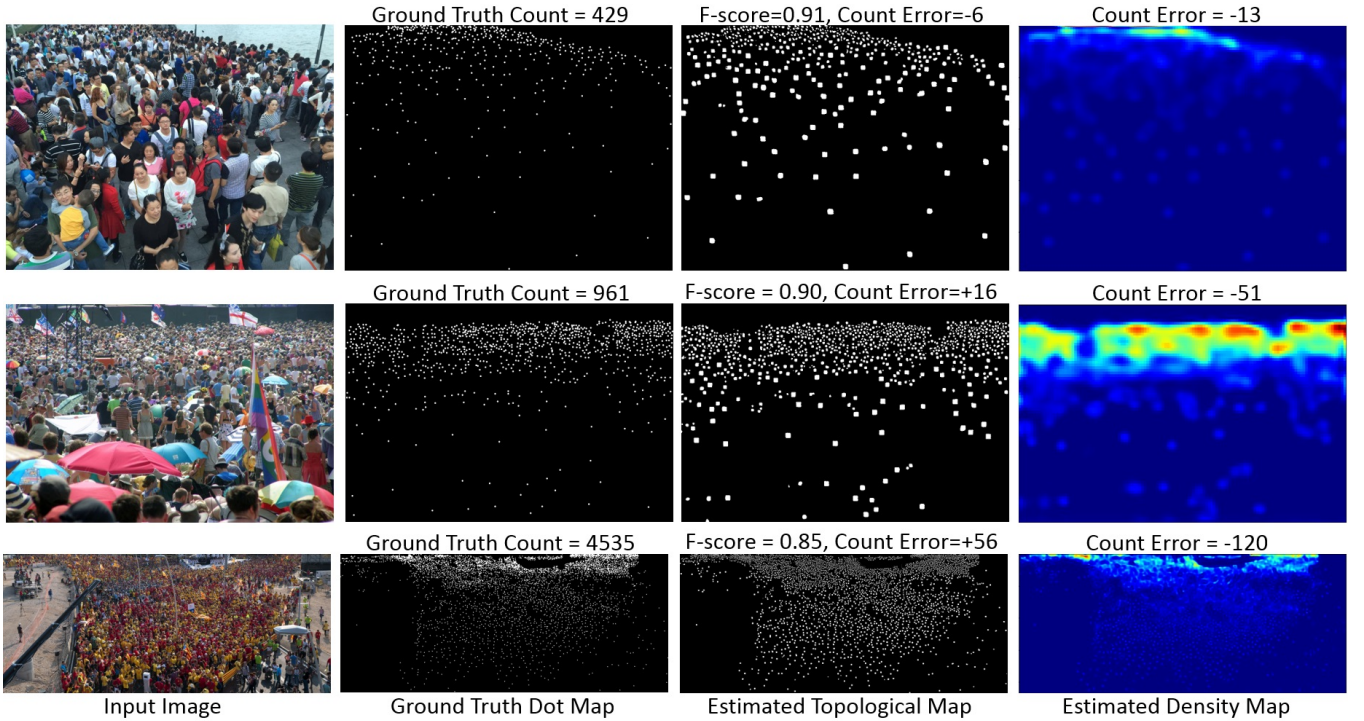 Ground Truth Count = 429
F-score=0.91, Count Error=-6
Count Error = -13
Ground Truth Count = 961
F-score = 0.90, Count Error=+16
Count Error = -51
Ground Truth Count = 4535
F-score = 0.85, Count Error=+56
Count Error = -120
Input Image
Ground Truth Dot Map
Estimated Topological Map
Estimated Density Map